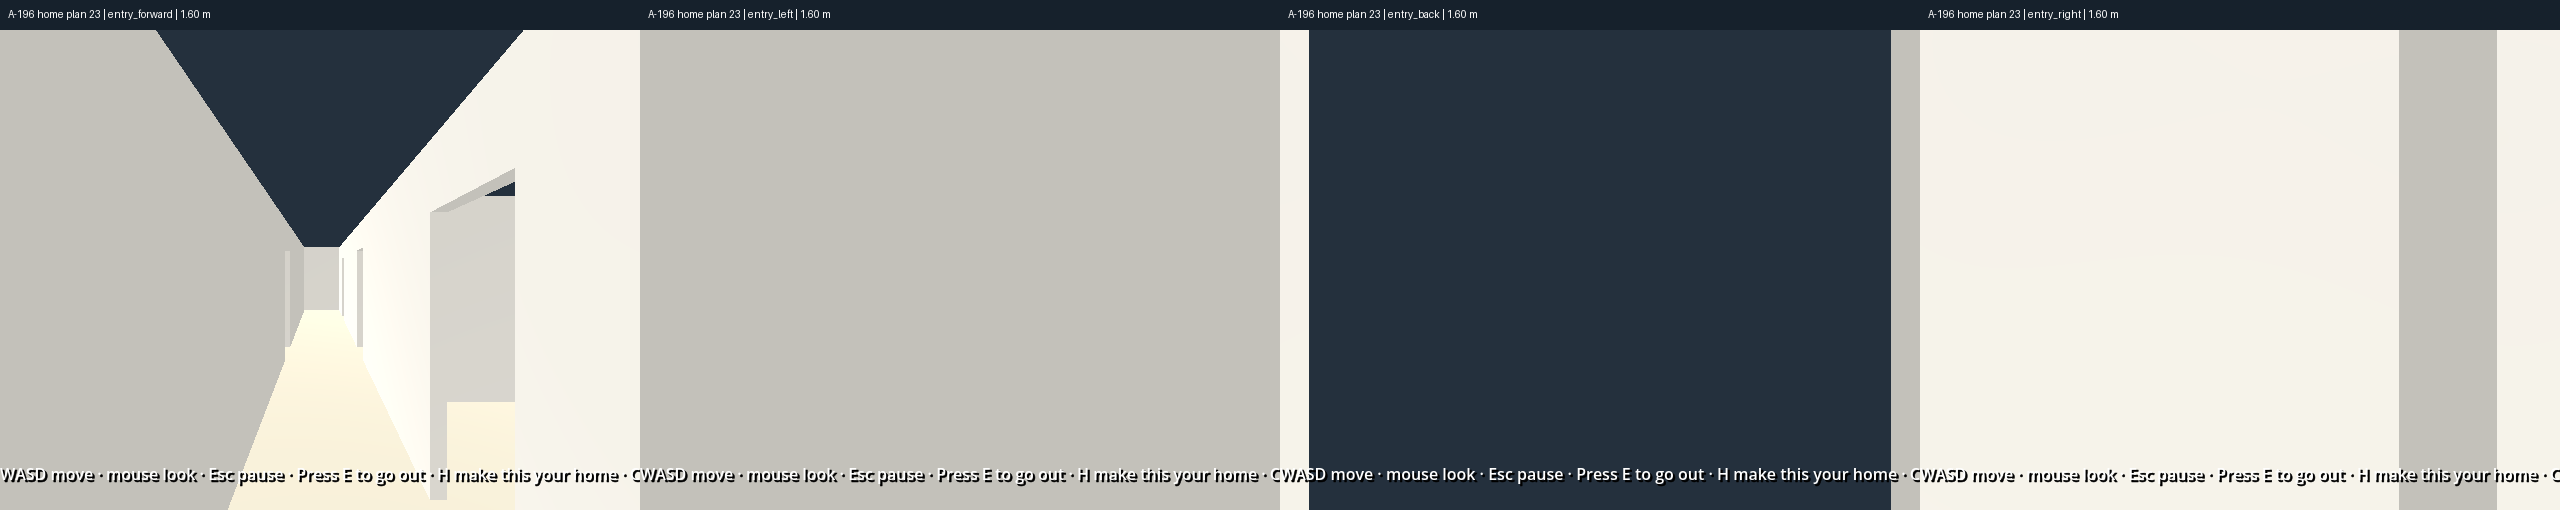 A-196 home plan 23 | entry_forward | 1.60 m
A-196 home plan 23 | entry_left | 1.60 m
A-196 home plan 23 | entry_back | 1.60 m
A-196 home plan 23 | entry_right | 1.60 m
WASD move · mouse look · Esc pause · Press E to go out · H make this your home · C
WASD move · mouse look · Esc pause · Press E to go out · H make this your home · C
WASD move · mouse look · Esc pause · Press E to go out · H make this your home · C
WASD move · mouse look · Esc pause · Press E to go out · H make this your home · C